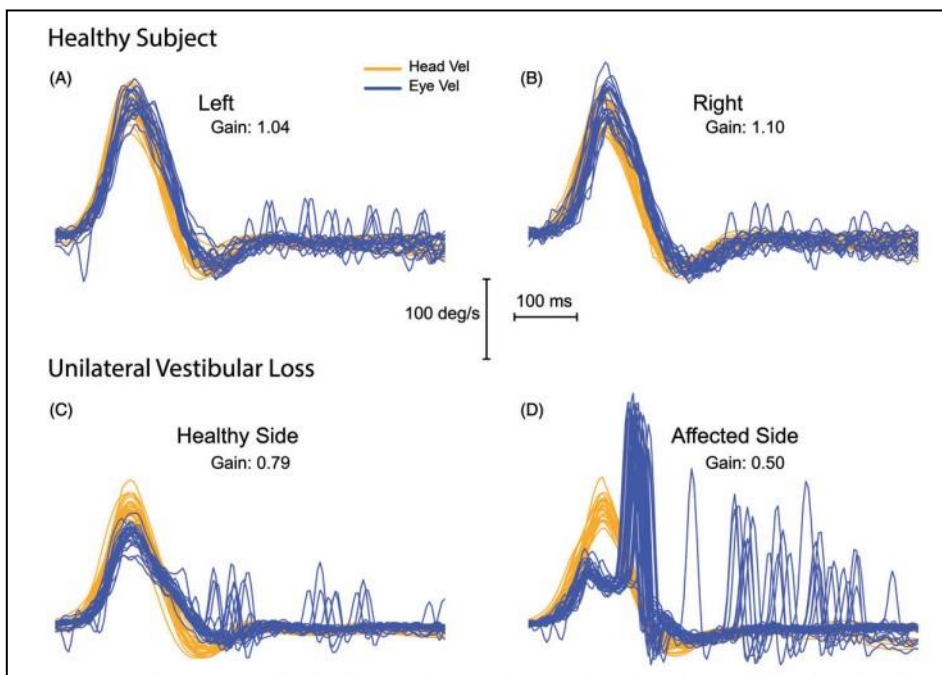 Healthy Subject
(A)
Left
Gain: 1.04
Head Vel
Eye Vel
(B)
Right
Gain: 1.10
100 deg/s
100 ms
Unilateral Vestibular Loss
(C)
Healthy Side
Gain: 0.79
(D)
Affected Side
Gain: 0.50